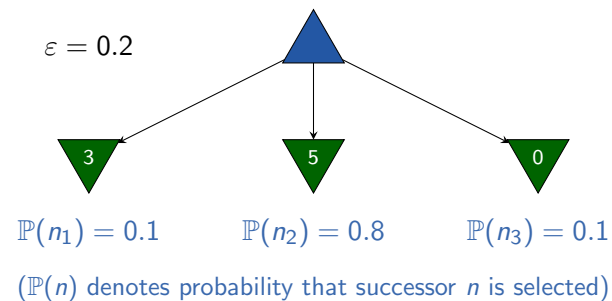 ε = 0.2
3 5 0
ℙ(n₁) = 0.1 ℙ(n₂) = 0.8 ℙ(n₃) = 0.1
(ℙ(n) denotes probability that successor n is selected)